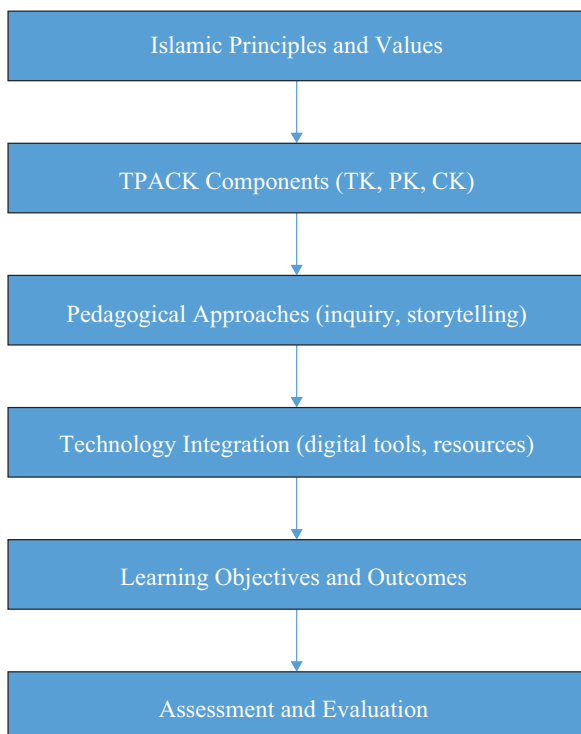 Islamic Principles and Values
TPACK Components (TK, PK, CK)
Pedagogical Approaches (inquiry, storytelling)
Technology Integration (digital tools, resources)
Learning Objectives and Outcomes
Assessment and Evaluation